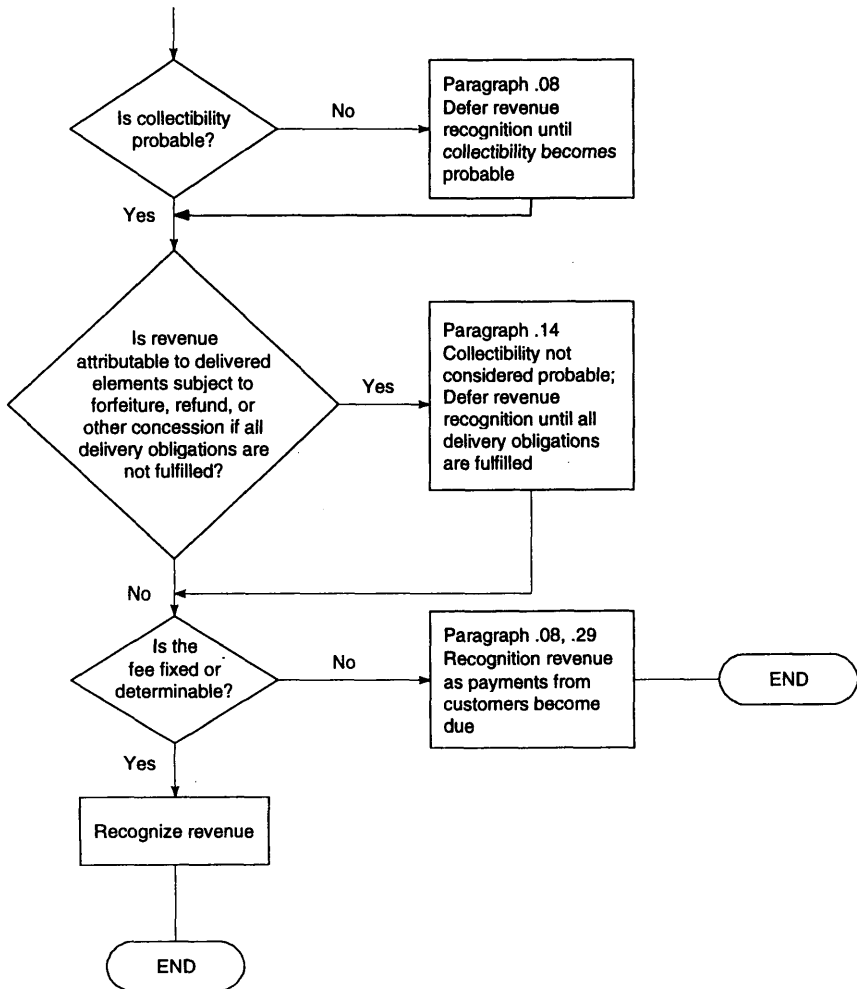 Is collectibility
probable?
No
Paragraph .08
Defer revenue
recognition until
collectibility becomes
probable
Yes
Is revenue
attributable to delivered
elements subject to
forfeiture, refund, or
other concession if all
delivery obligations are
not fulfilled?
Yes
Paragraph .14
Collectibility not
considered probable;
Defer revenue
recognition until all
delivery obligations
are fulfilled
No
Is the
fee fixed or
determinable?
No
Paragraph .08, .29
Recognition revenue
as payments from
customers become
due
END
Yes
Recognize revenue
END